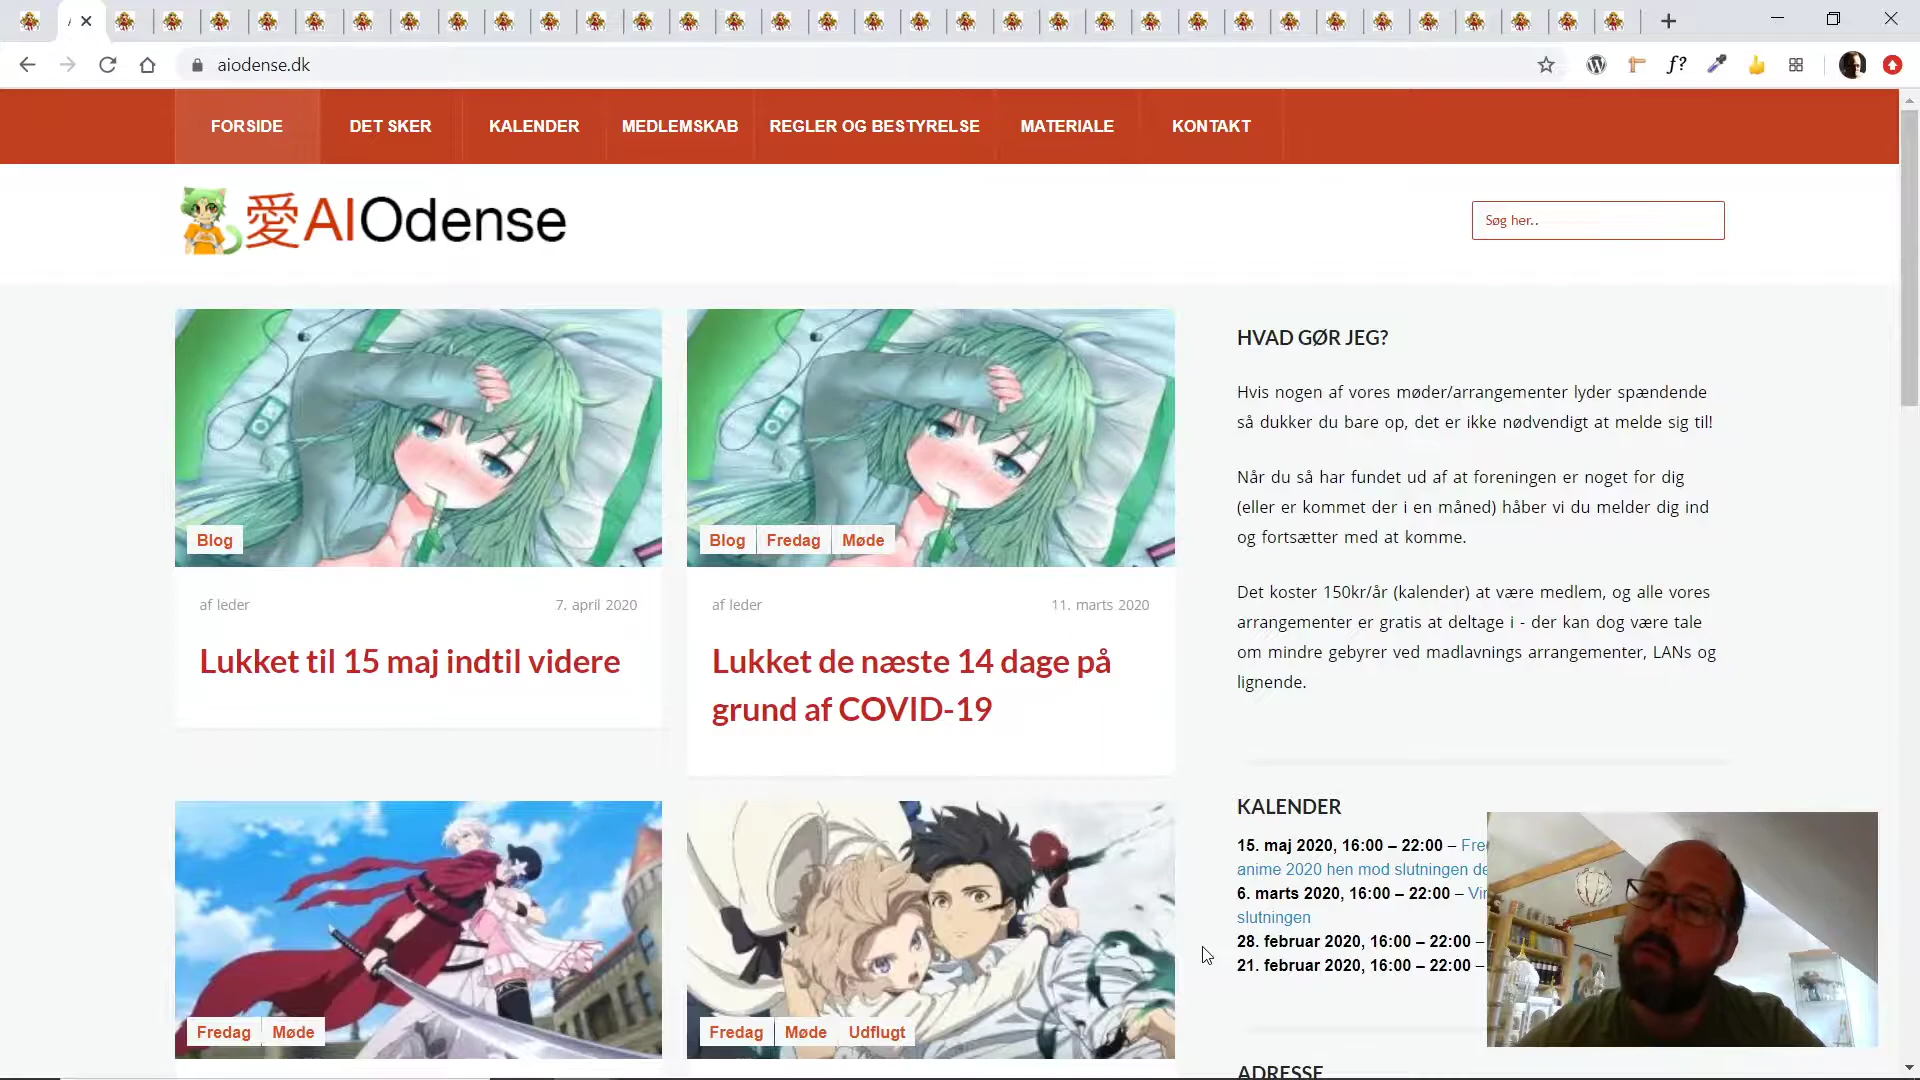 aiodense.dk
FORSIDE
DET SKER
KALENDER
MEDLEMSKAB
REGLER OG BESTYRELSE
MATERIALE
KONTAKT
愛AIOdense
Søg her..
Blog
af leder
7. april 2020
Lukket til 15 maj indtil videre
Blog
Fredag
Møde
af leder
11. marts 2020
Lukket de næste 14 dage på
grund af COVID-19
Fredag
Møde
Fredag
Møde
Udflugt
HVAD GØR JEG?
Hvis nogen af vores møder/arrangementer lyder spændende
så dukker du bare op, det er ikke nødvendigt at melde sig til!
Når du så har fundet ud af at foreningen er noget for dig
(eller er kommet der i en måned) håber vi du melder dig ind
og fortsætter med at komme.
Det koster 150kr/år (kalender) at være medlem, og alle vores
arrangementer er gratis at deltage i - der kan dog være tale
om mindre gebyrer ved madlavnings arrangementer, LANs og
lignende.
KALENDER
15. maj 2020, 16:00 – 22:00 – Fre
anime 2020 hen mod slutningen de
6. marts 2020, 16:00 – 22:00 – Vin
slutningen
28. februar 2020, 16:00 – 22:00 –
21. februar 2020, 16:00 – 22:00 –
ADRESSE